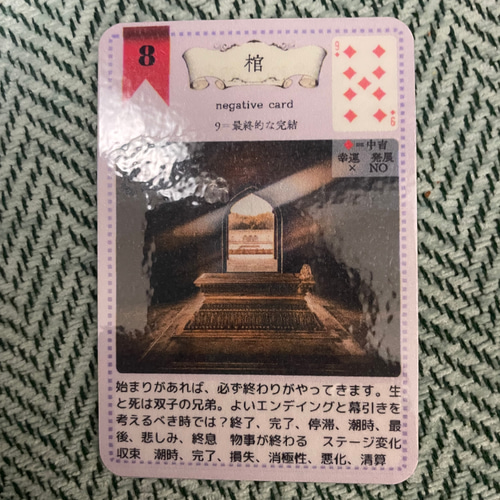 8
棺
negative card
9=最終的な完結
9
♦=中吉
幸運 発展
× NO
始まりがあれば、必ず終わりがやってきます。生
と死は双子の兄弟。よいエンデイングと幕引きを
考えるべき時では?終了、完了、停滞、潮時、最
後、悲しみ、終息 物事が終わる ステージ変化
収束 潮時、完了、損失、消極性、悪化、清算
9